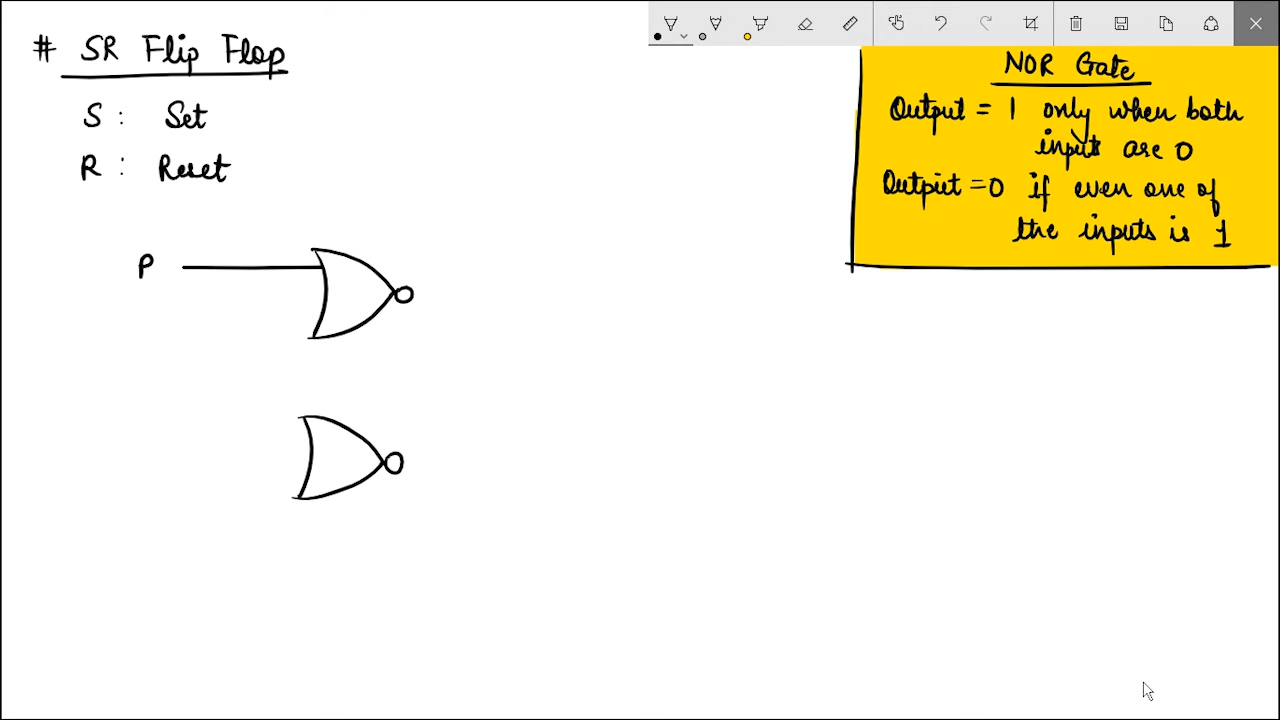 # SR Flip Flop
S : Set
R : Reset
P
NOR Gate
Output = 1 only when both
inputs are 0
Output = 0 if even one of
the inputs is 1